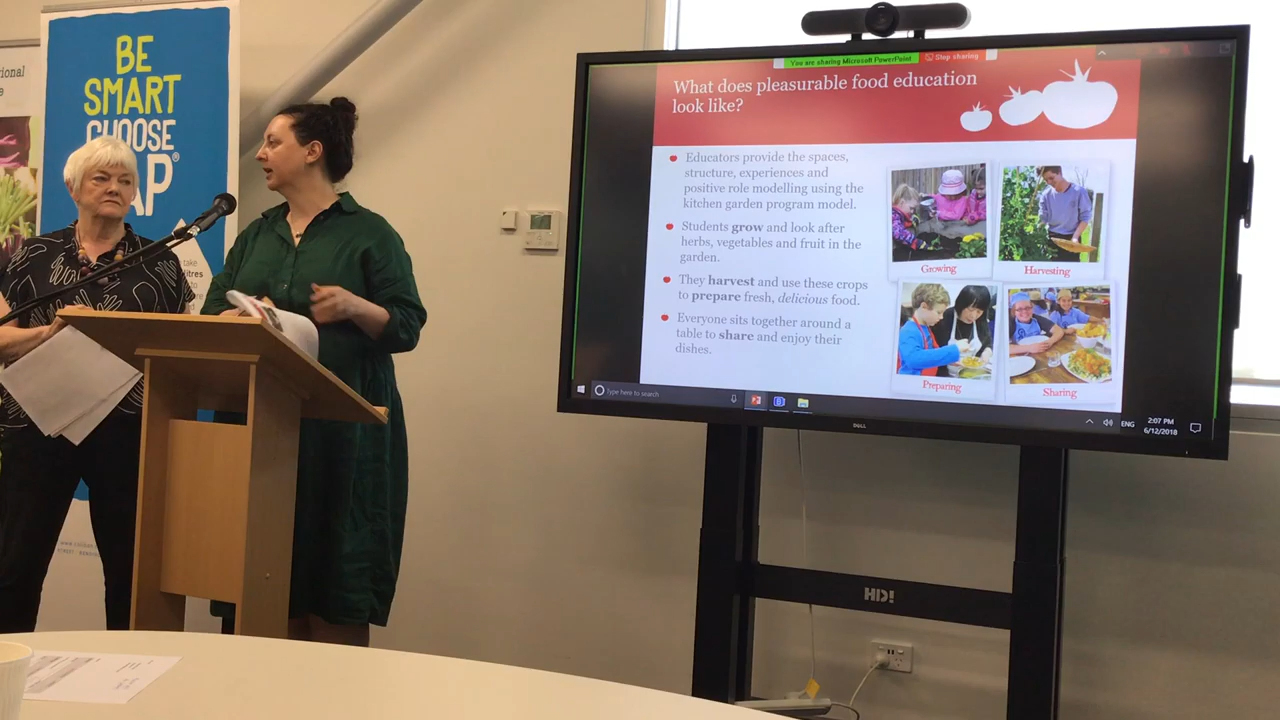 ional
BE
SMART
CHOOSE
AP®
take
litres
to
You are sharing Microsoft PowerPoint
Stop sharing
What does pleasurable food education
look like?
Educators provide the spaces,
structure, experiences and
positive role modelling using the
kitchen garden program model.
Students grow and look after
herbs, vegetables and fruit in the
garden.
They harvest and use these crops
to prepare fresh, delicious food.
Everyone sits together around a
table to share and enjoy their
dishes.
Growing
Harvesting
Preparing
Sharing
Type here to search
ENG
2:07 PM
6/12/2018
DELL
HD!